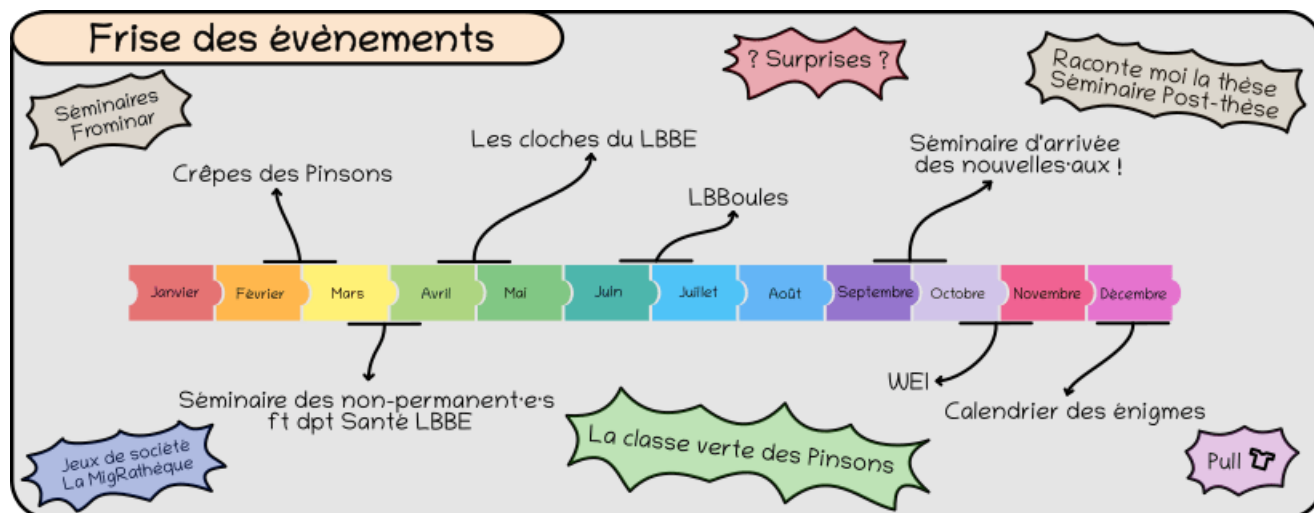 Frise des évènements
? Surprises ?
Raconte moi la thèse
Séminaire Post-thèse
Séminaires
Frominar
Les cloches du LBBE
Séminaire d'arrivée
des nouvelles·aux !
Crêpes des Pinsons
LBBoules
Janvier
Février
Mars
Avril
Mai
Juin
Juillet
Août
Septembre
Octobre
Novembre
Décembre
Séminaire des non-permanent·e·s
ft dpt Santé LBBE
WEI
Calendrier des énigmes
Jeux de société
La MigRathèque
La classe verte des Pinsons
Pull